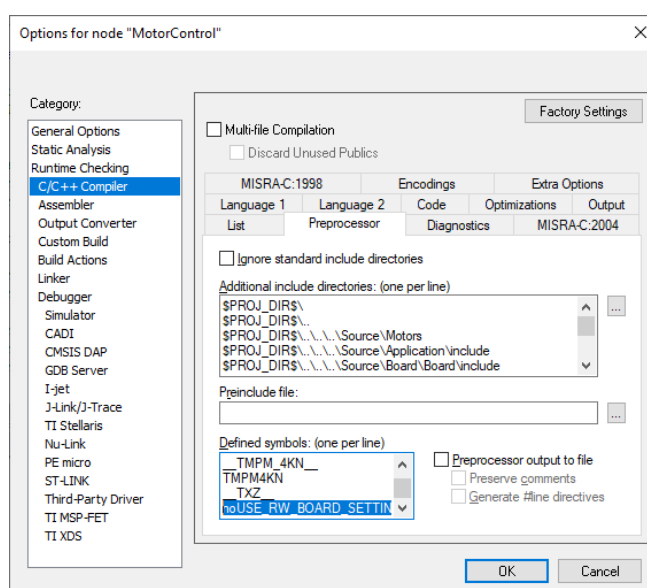 Options for node "MotorControl"
Category:
General Options
Static Analysis
Runtime Checking
C/C++ Compiler
Assembler
Output Converter
Custom Build
Build Actions
Linker
Debugger
Simulator
CADI
CMSIS DAP
GDB Server
I-jet
J-Link/J-Trace
TI Stellaris
Nu-Link
PE micro
ST-LINK
Third-Party Driver
TI MSP-FET
TI XDS
Factory Settings
Multi-file Compilation
Discard Unused Publics
MISRA-C:1998 Encodings Extra Options
Language 1 Language 2 Code Optimizations Output
List Preprocessor Diagnostics MISRA-C:2004
Ignore standard include directories
Additional include directories: (one per line)
$PROJ_DIR$\
$PROJ_DIR$\..
$PROJ_DIR$\..\..\..\Source\Motors
$PROJ_DIR$\..\..\..\Source\Application\include
$PROJ_DIR$\..\..\..\Source\Board\Board\include
...
Preinclude file:
...
Defined symbols: (one per line)
__TMPM_4KN__
TMPM4KN
__TXZ__
noUSE_RW_BOARD_SETTIN
Preprocessor output to file
Preserve comments
Generate #line directives
OK Cancel